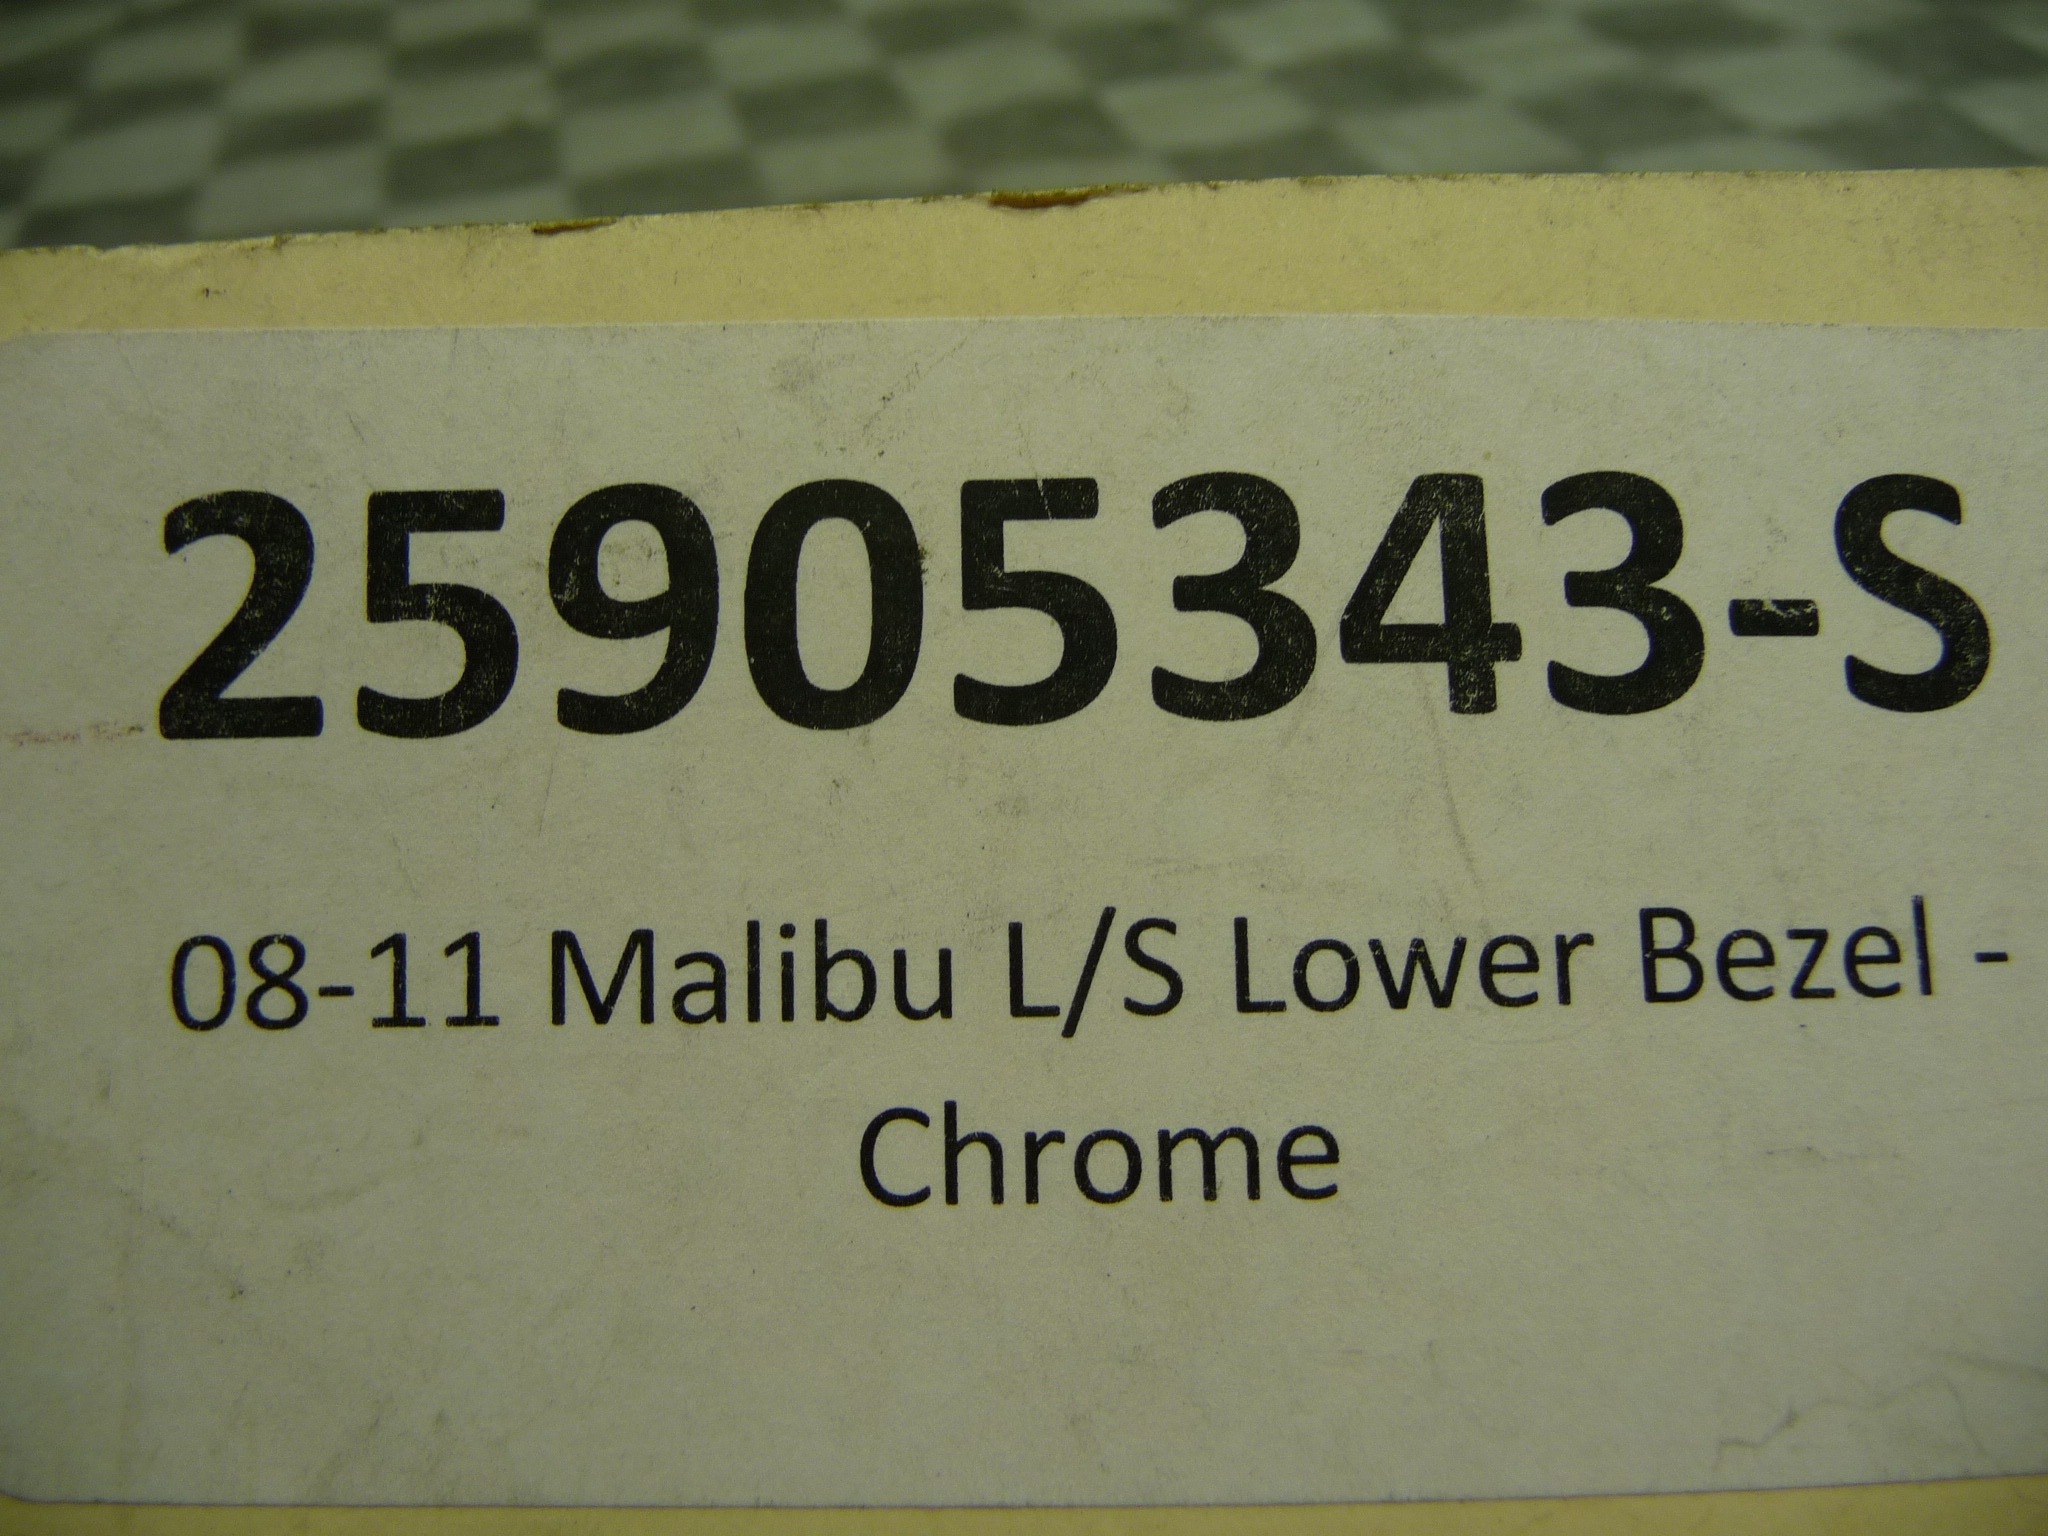 25905343-S
08-11 Malibu L/S Lower Bezel -
Chrome